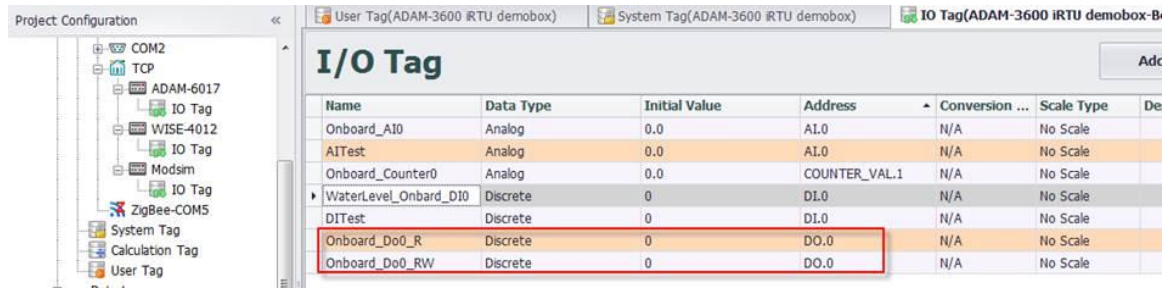 Project Configuration
COM2
TCP
ADAM-6017
IO Tag
WISE-4012
IO Tag
Modsim
IO Tag
ZigBee-COM5
System Tag
Calculation Tag
User Tag
User Tag(ADAM-3600 iRTU demobox) System Tag(ADAM-3600 iRTU demobox) IO Tag(ADAM-3600 iRTU demobox-Bo
I/O Tag Add
Name Data Type Initial Value Address Conversion ... Scale Type De
Onboard_AI0 Analog 0.0 AI.0 N/A No Scale
AITest Analog 0.0 AI.0 N/A No Scale
Onboard_Counter0 Analog 0.0 COUNTER_VAL.1 N/A No Scale
WaterLevel_Onbard_DI0 Discrete 0 DI.0 N/A No Scale
DITest Discrete 0 DI.0 N/A No Scale
Onboard_Do0_R Discrete 0 DO.0 N/A No Scale
Onboard_Do0_RW Discrete 0 DO.0 N/A No Scale